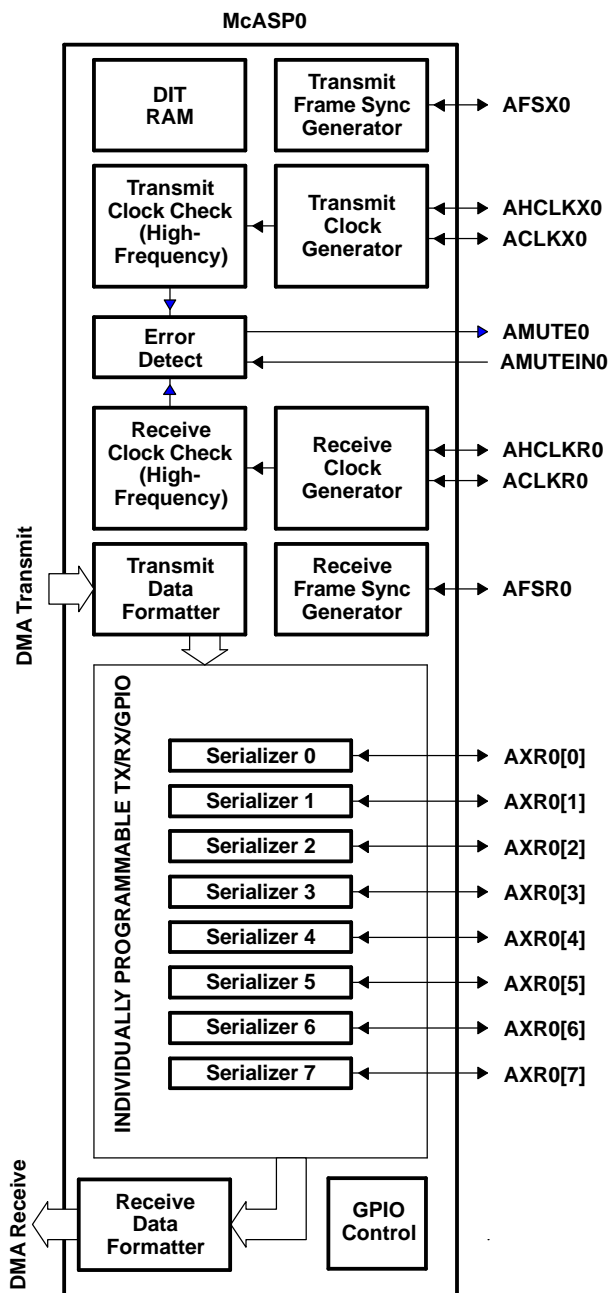 McASP0
DIT
RAM
Transmit
Frame Sync
Generator
AFSX0
Transmit
Clock Check
(High-
Frequency)
Transmit
Clock
Generator
AHCLKX0
ACLKX0
Error
Detect
AMUTE0
AMUTEIN0
Receive
Clock Check
(High-
Frequency)
Receive
Clock
Generator
AHCLKR0
ACLKR0
DMA Transmit
Transmit
Data
Formatter
Receive
Frame Sync
Generator
AFSR0
INDIVIDUALLY PROGRAMMABLE TX/RX/GPIO
Serializer 0
AXR0[0]
Serializer 1
AXR0[1]
Serializer 2
AXR0[2]
Serializer 3
AXR0[3]
Serializer 4
AXR0[4]
Serializer 5
AXR0[5]
Serializer 6
AXR0[6]
Serializer 7
AXR0[7]
DMA Receive
Receive
Data
Formatter
GPIO
Control